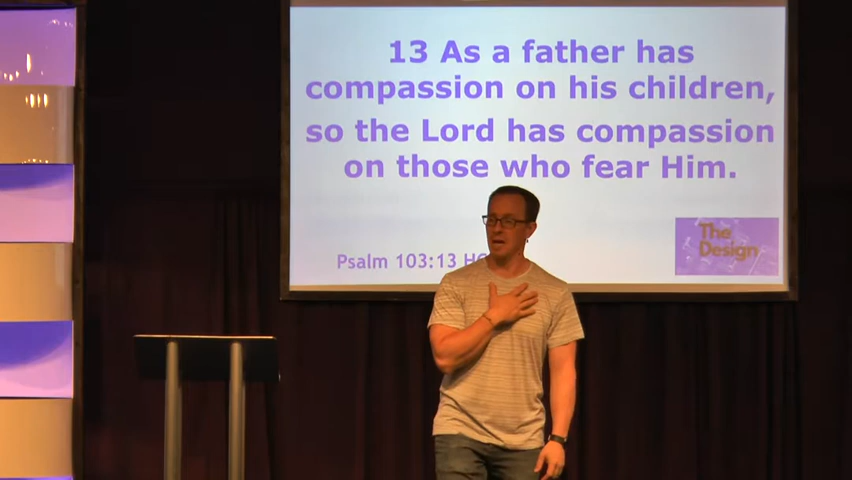 13 As a father has
compassion on his children,
so the Lord has compassion
on those who fear Him.
The
Design
Psalm 103:13